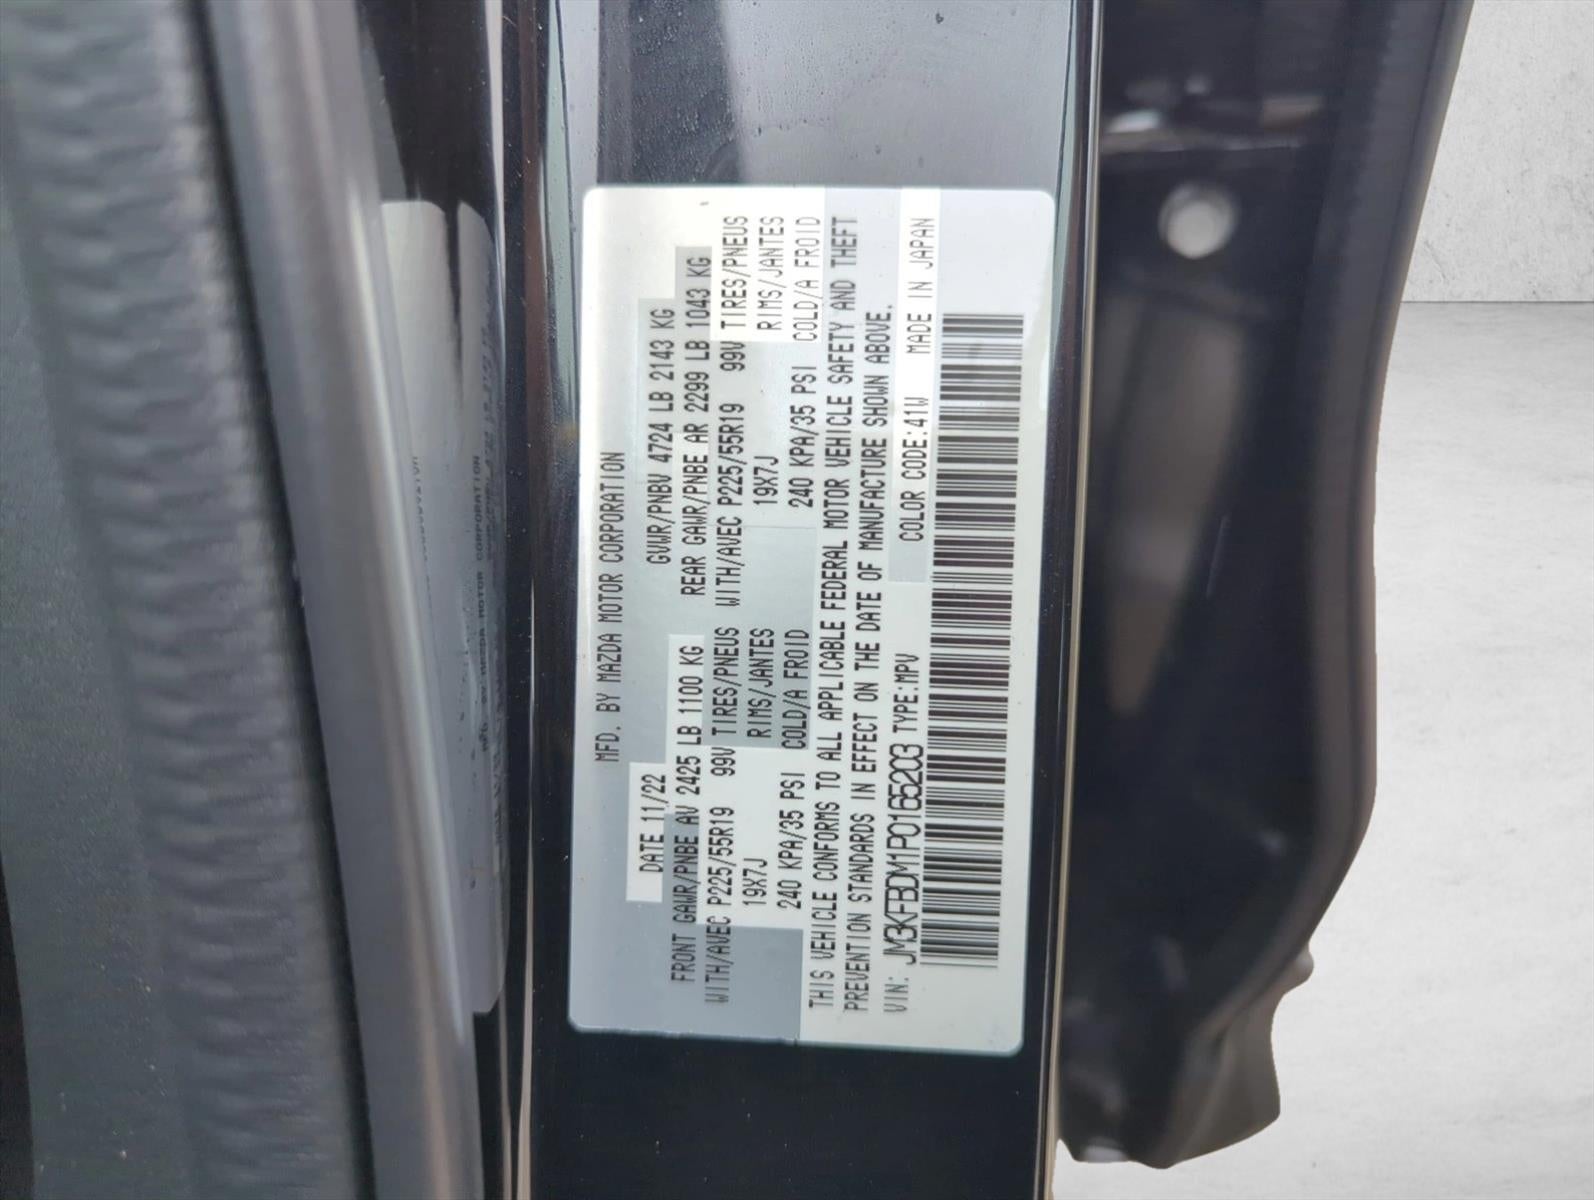 MFD. BY MAZDA MOTOR CORPORATION
DATE 11/22 GVWR/PNBV 4724 LB 2143 KG
FRONT GAWR/PNBE AV 2425 LB 1100 KG REAR GAWR/PNBE AR 2299 LB 1043 KG
WITH/AVEC P225/55R19 99V TIRES/PNEUS WITH/AVEC P225/55R19 99V TIRES/PNEUS
19X7J RIMS/JANTES 19X7J RIMS/JANTES
240 KPA/35 PSI COLD/A FROID 240 KPA/35 PSI COLD/A FROID
THIS VEHICLE CONFORMS TO ALL APPLICABLE FEDERAL MOTOR VEHICLE SAFETY AND THEFT
PREVENTION STANDARDS IN EFFECT ON THE DATE OF MANUFACTURE SHOWN ABOVE.
VIN: JM3KFBDM1P0165203 TYPE:MPV COLOR CODE:41W MADE IN JAPAN